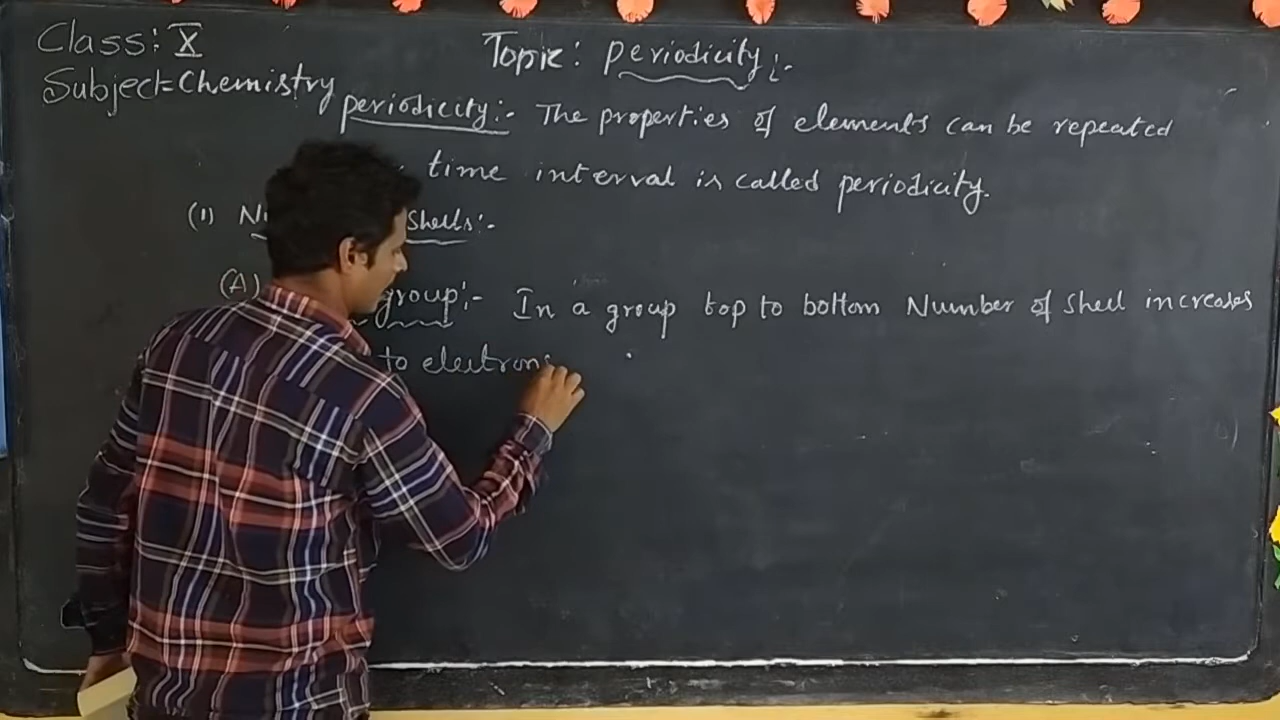 Class: X
Subject=Chemistry
Topic: periodicity:-
periodicity:- The properties of elements can be repeated
time interval is called periodicity.
(1) N shells:-
(A) group:- In a group top to bottom Number of shell increases
to electrons